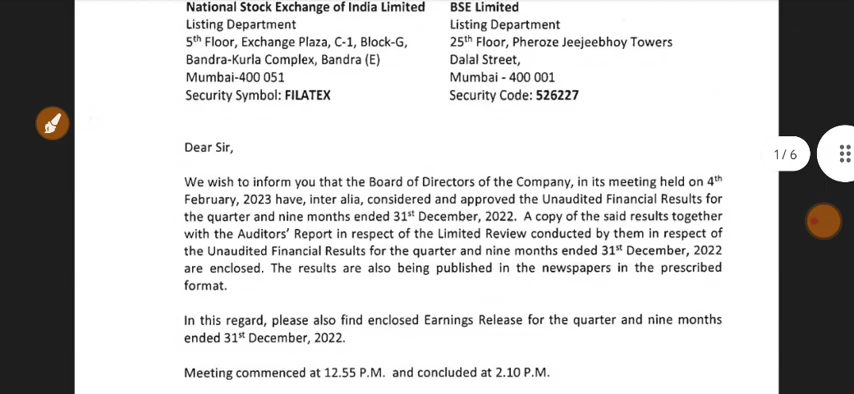 National Stock Exchange of India Limited
Listing Department
5th Floor, Exchange Plaza, C-1, Block-G,
Bandra-Kurla Complex, Bandra (E)
Mumbai-400 051
Security Symbol: FILATEX
BSE Limited
Listing Department
25th Floor, Pheroze Jeejeebhoy Towers
Dalal Street,
Mumbai - 400 001
Security Code: 526227
Dear Sir,
1/6
We wish to inform you that the Board of Directors of the Company, in its meeting held on 4th
February, 2023 have, inter alia, considered and approved the Unaudited Financial Results for
the quarter and nine months ended 31st December, 2022. A copy of the said results together
with the Auditors' Report in respect of the Limited Review conducted by them in respect of
the Unaudited Financial Results for the quarter and nine months ended 31st December, 2022
are enclosed. The results are also being published in the newspapers in the prescribed
format.
In this regard, please also find enclosed Earnings Release for the quarter and nine months
ended 31st December, 2022.
Meeting commenced at 12.55 P.M. and concluded at 2.10 P.M.